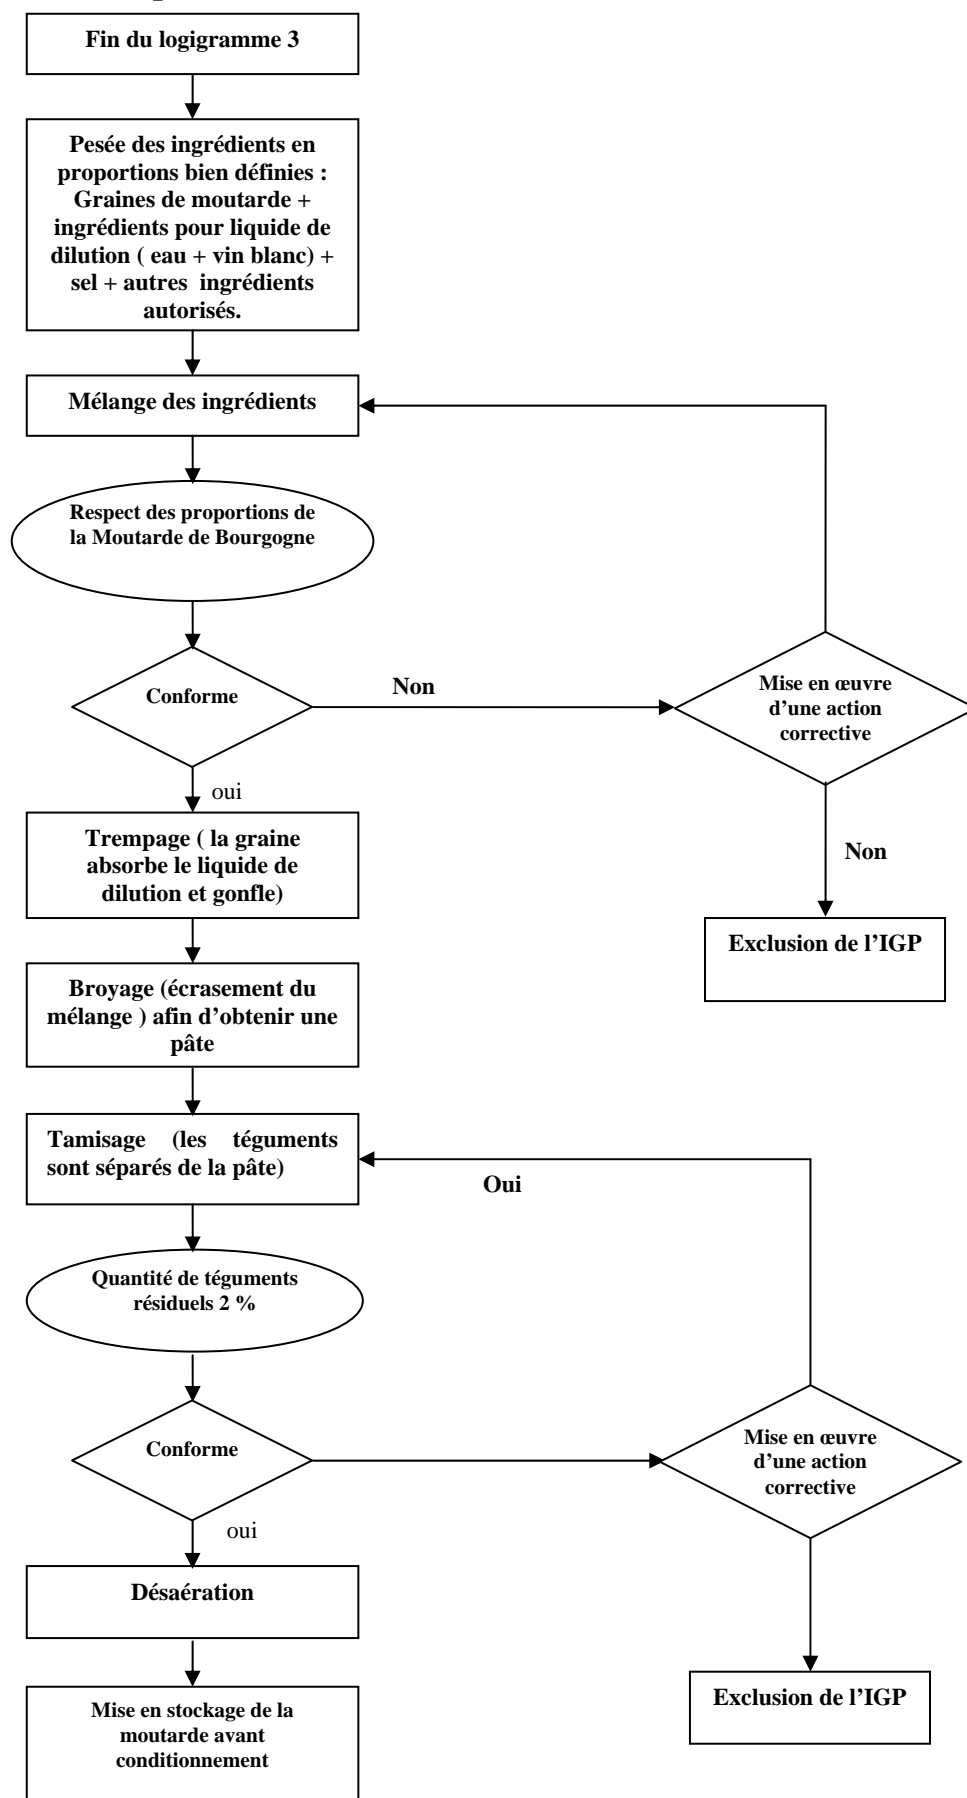 Fin du logigramme 3
Pesée des ingrédients en
proportions bien définies :
Graines de moutarde +
ingrédients pour liquide de
dilution ( eau + vin blanc) +
sel + autres ingrédients
autorisés.
Mélange des ingrédients
Respect des proportions de
la Moutarde de Bourgogne
Conforme
Non
Mise en œuvre
d’une action
corrective
oui
Trempage ( la graine
absorbe le liquide de
dilution et gonfle)
Non
Exclusion de l’IGP
Broyage (écrasement du
mélange ) afin d’obtenir une
pâte
Tamisage (les téguments
sont séparés de la pâte)
Oui
Quantité de téguments
résiduels 2 %
Conforme
Mise en œuvre
d’une action
corrective
oui
Désaération
Exclusion de l’IGP
Mise en stockage de la
moutarde avant
conditionnement